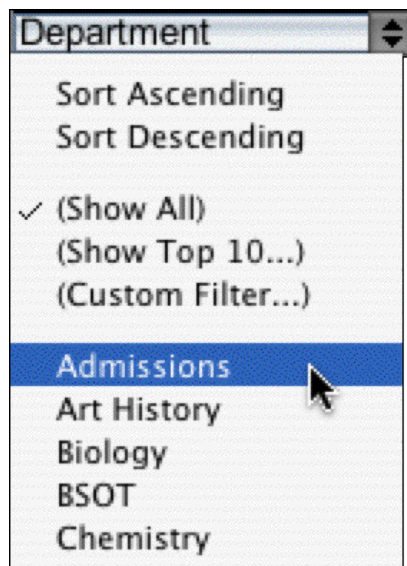 Department
Sort Ascending
Sort Descending
(Show All)
(Show Top 10...)
(Custom Filter...)
Admissions
Art History
Biology
BSOT
Chemistry